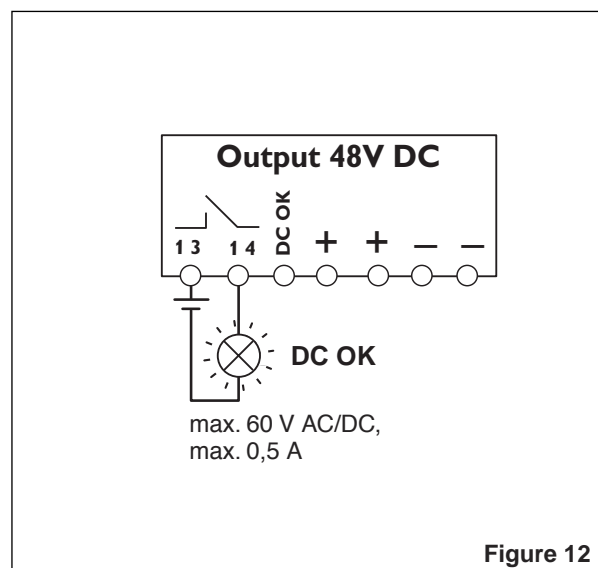 Output 48V DC
13 14 DC OK + + – –
DC OK
max. 60 V AC/DC,
max. 0,5 A
Figure 12